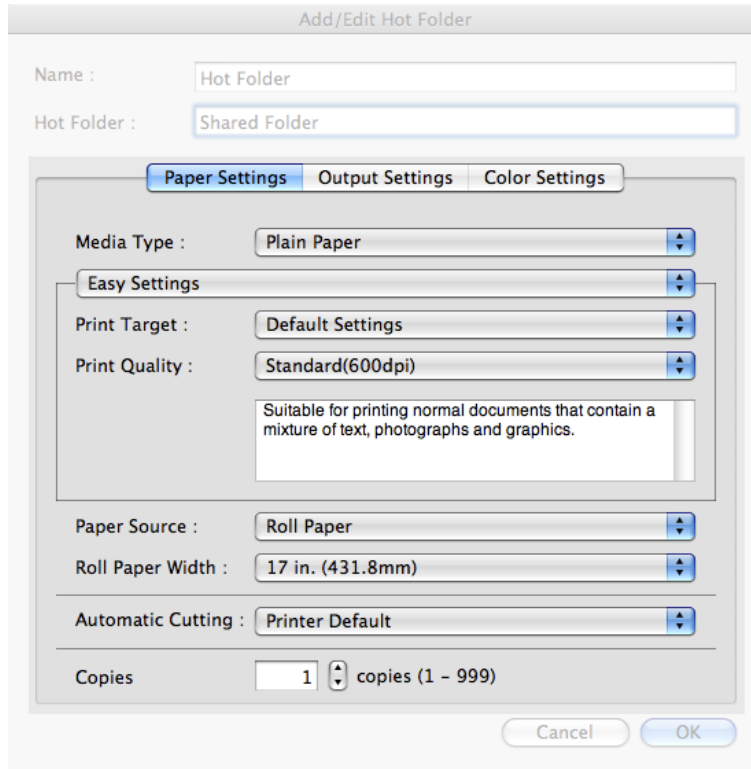 Add/Edit Hot Folder
Name : Hot Folder
Hot Folder : Shared Folder
Paper Settings Output Settings Color Settings
Media Type : Plain Paper
Easy Settings
Print Target : Default Settings
Print Quality : Standard(600dpi)
Suitable for printing normal documents that contain a
mixture of text, photographs and graphics.
Paper Source : Roll Paper
Roll Paper Width : 17 in. (431.8mm)
Automatic Cutting : Printer Default
Copies 1 copies (1 – 999)
Cancel OK